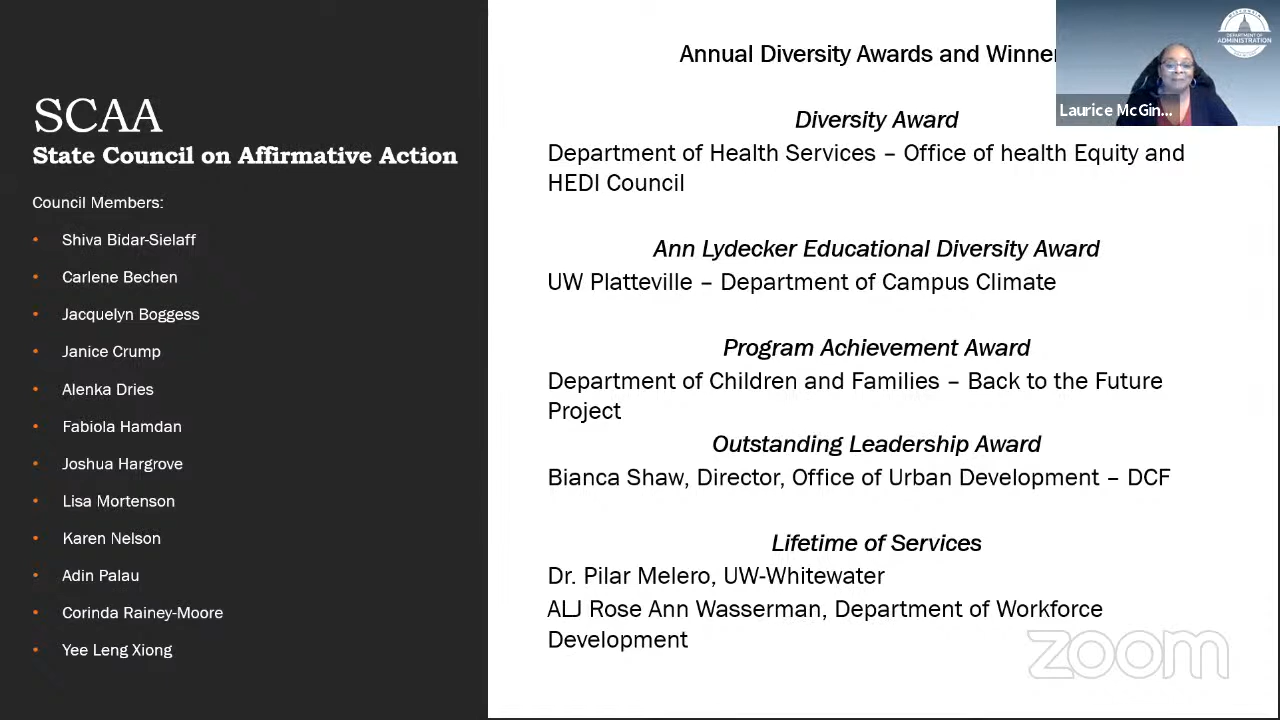 SCAA
State Council on Affirmative Action
Council Members:
• Shiva Bidar-Sielaff
• Carlene Bechen
• Jacquelyn Boggess
• Janice Crump
• Alenka Dries
• Fabiola Hamdan
• Joshua Hargrove
• Lisa Mortenson
• Karen Nelson
• Adin Palau
• Corinda Rainey-Moore
• Yee Leng Xiong
Annual Diversity Awards and Winner
Diversity Award
Department of Health Services – Office of health Equity and
HEDI Council
Ann Lydecker Educational Diversity Award
UW Platteville – Department of Campus Climate
Program Achievement Award
Department of Children and Families – Back to the Future
Project
Outstanding Leadership Award
Bianca Shaw, Director, Office of Urban Development – DCF
Lifetime of Services
Dr. Pilar Melero, UW-Whitewater
ALJ Rose Ann Wasserman, Department of Workforce
Development
WISCONSIN
DEPARTMENT OF
ADMINISTRATION
Laurice McGin...
zoom